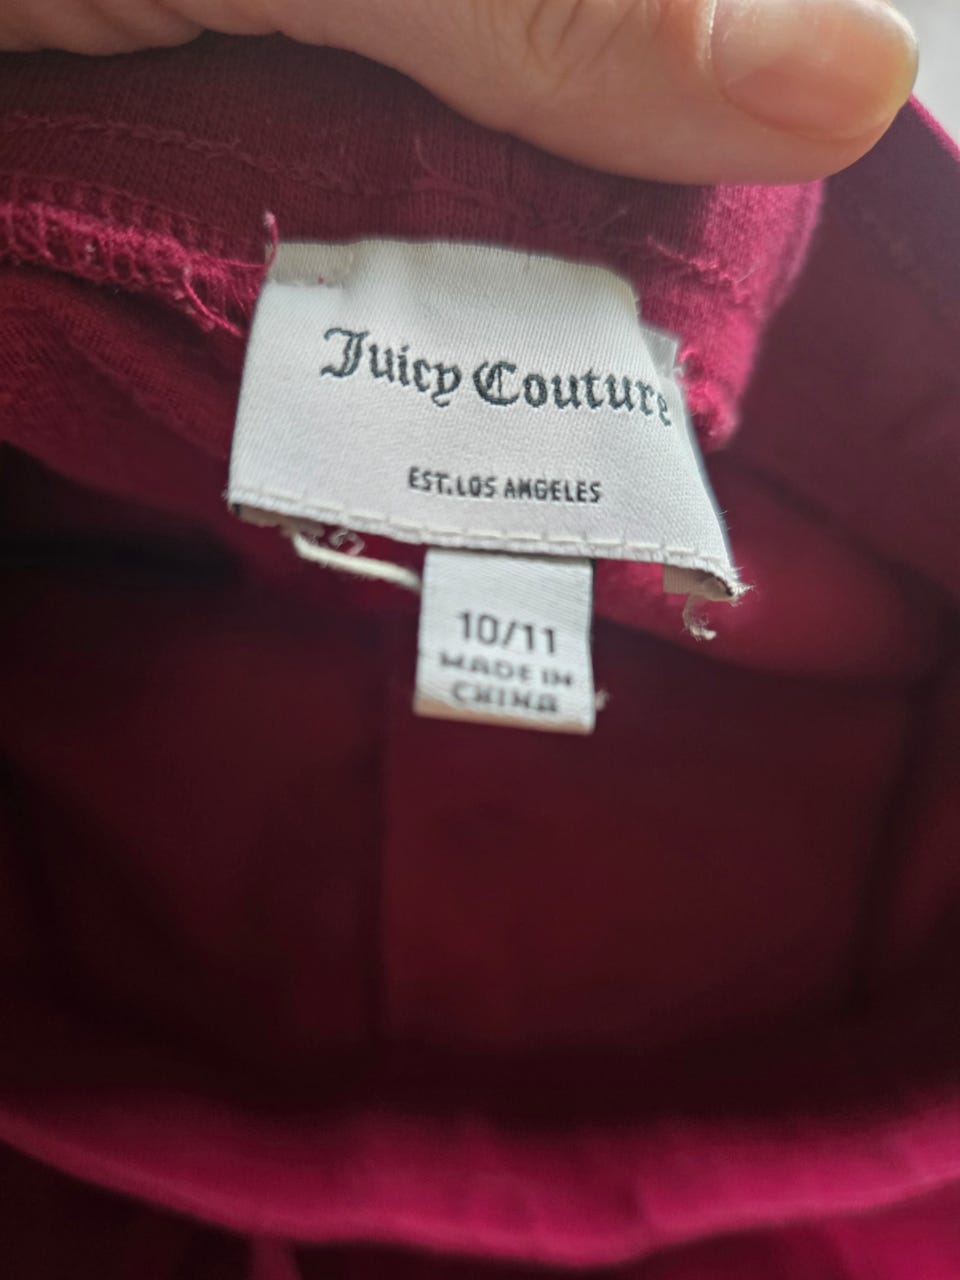 Juicy Couture
EST. LOS ANGELES
10/11
MADE IN
CHINA